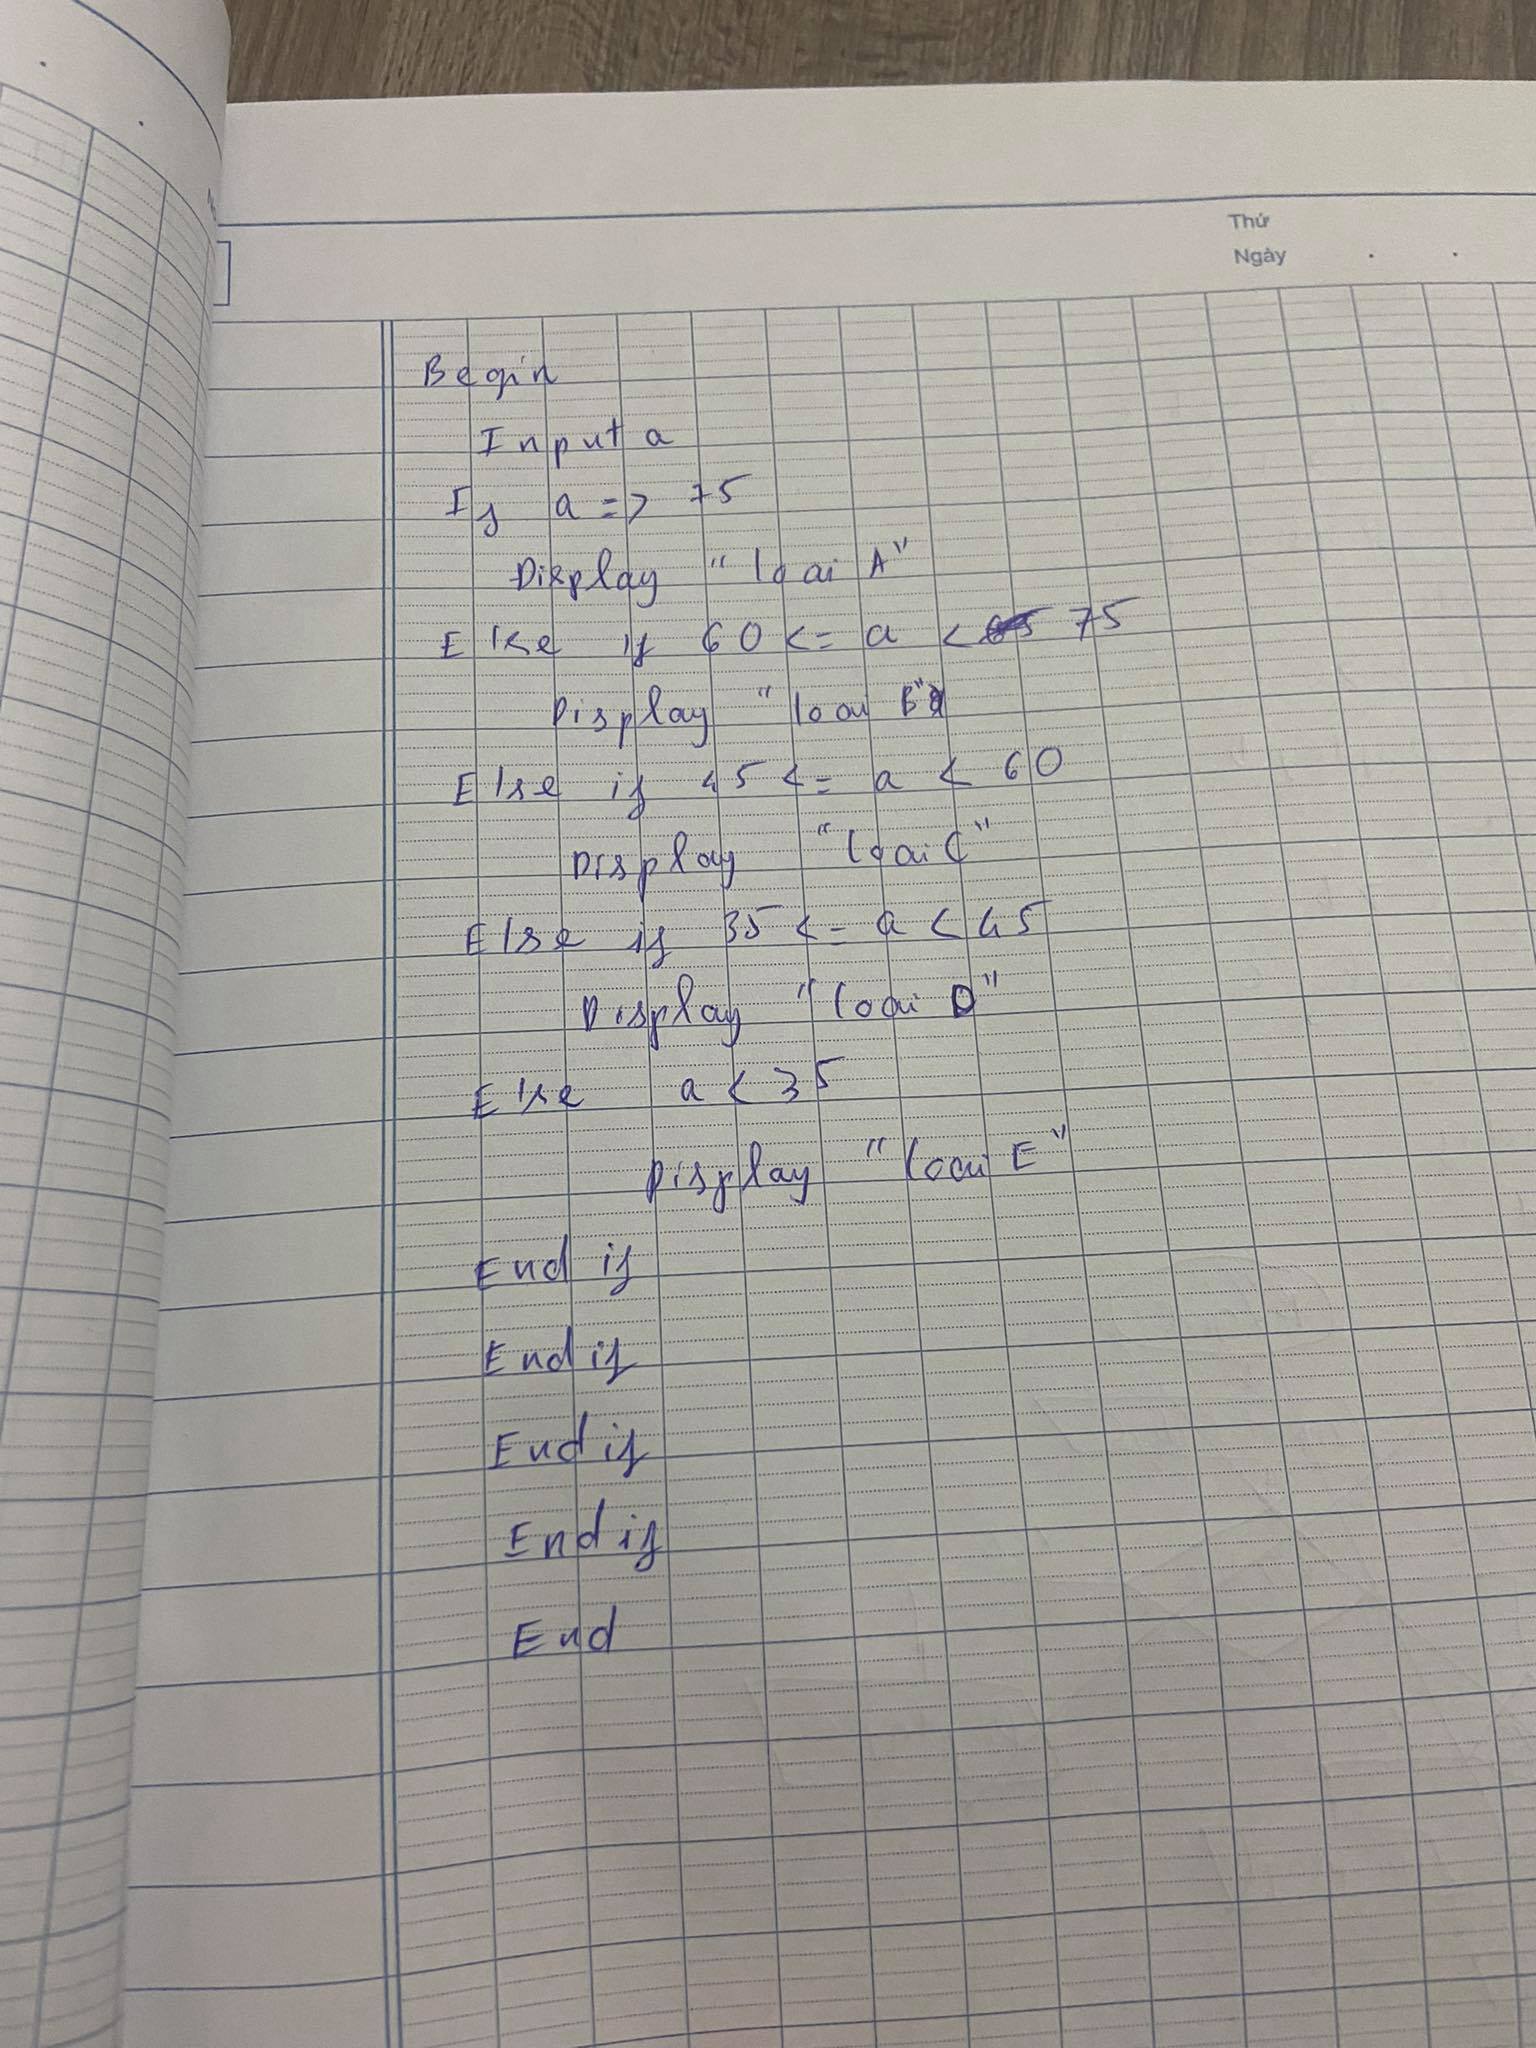 Thứ
Ngày
Begin
Input a
If a => 75
Display "loai A"
Else if 60 <= a < 75
Display "loai B"
Else if 45 <= a < 60
Display "loai C"
Else if 35 <= a < 45
Display "loai D"
Else a < 35
Display "loai E"
End if
End if
End if
End if
End